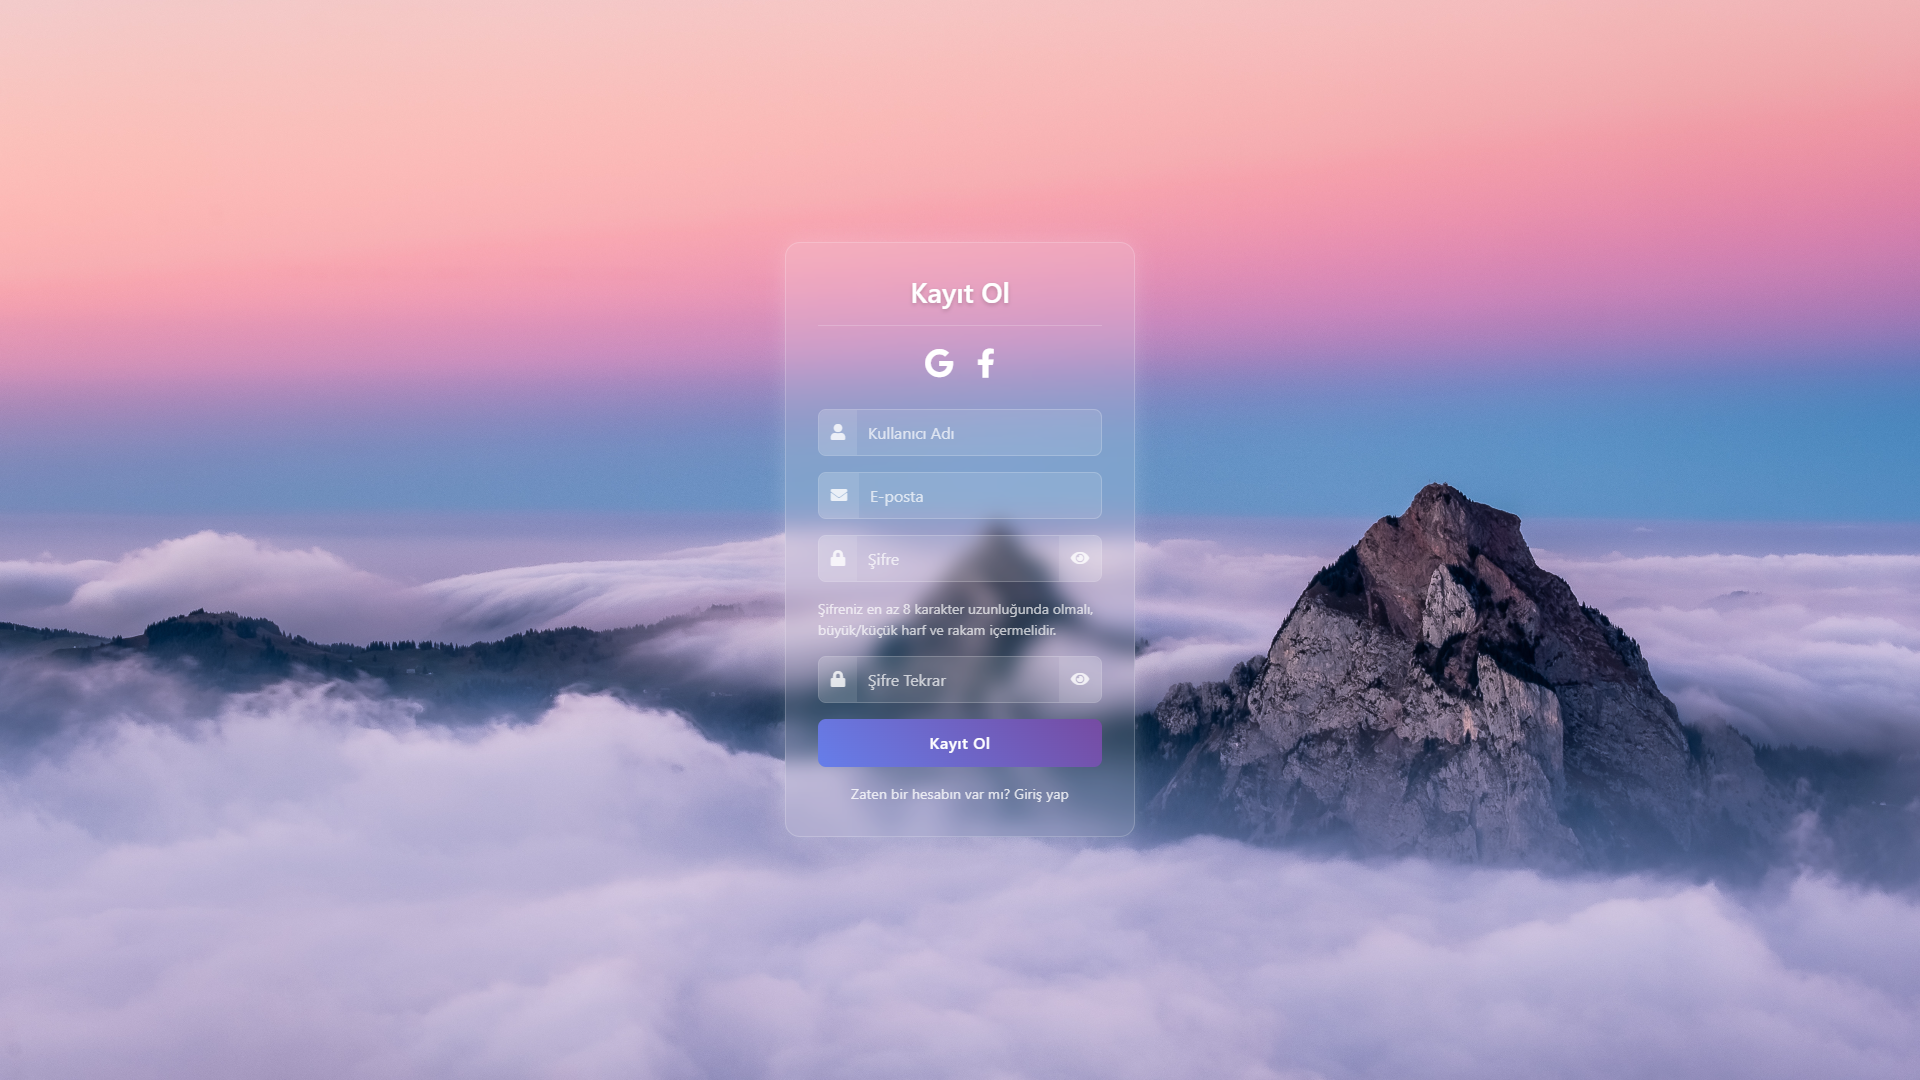 Kayıt Ol
Kullanıcı Adı
E-posta
Şifre
Şifreniz en az 8 karakter uzunluğunda olmalı,
büyük/küçük harf ve rakam içermelidir.
Şifre Tekrar
Kayıt Ol
Zaten bir hesabın var mı? Giriş yap